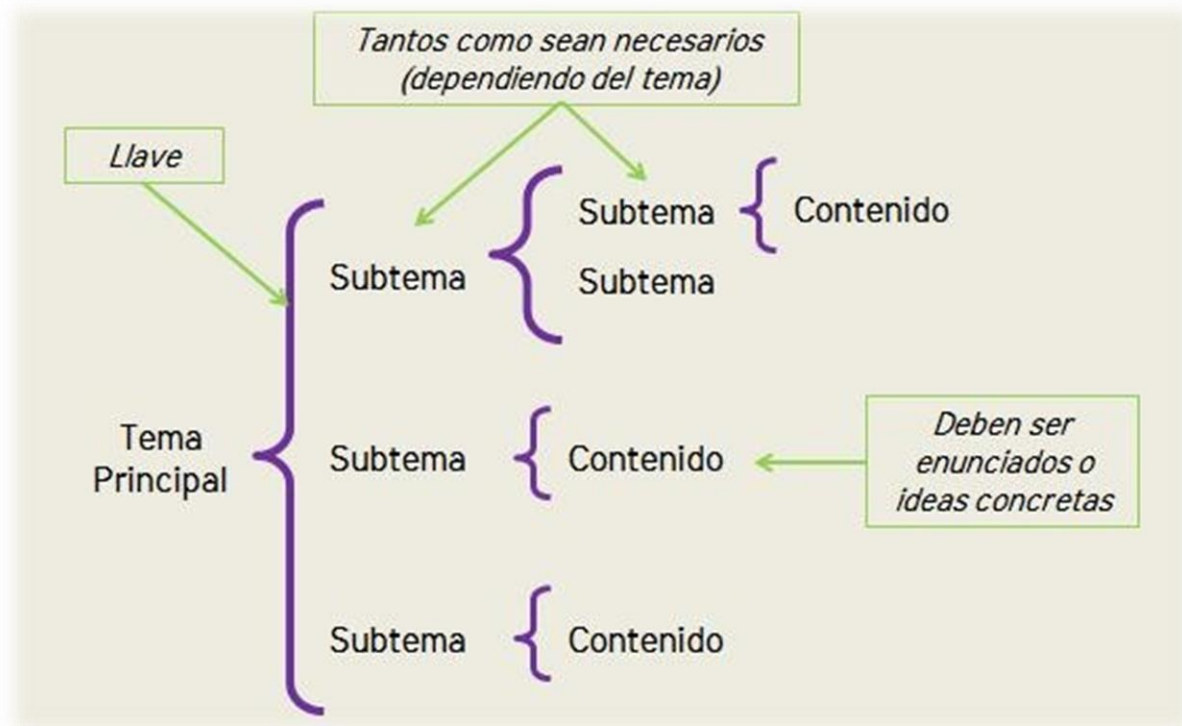 Tantos como sean necesarios
(dependiendo del tema)
Llave
Subtema
Contenido
Subtema
Subtema
Tema
Principal
Subtema
Contenido
Deben ser
enunciados o
ideas concretas
Subtema
Contenido